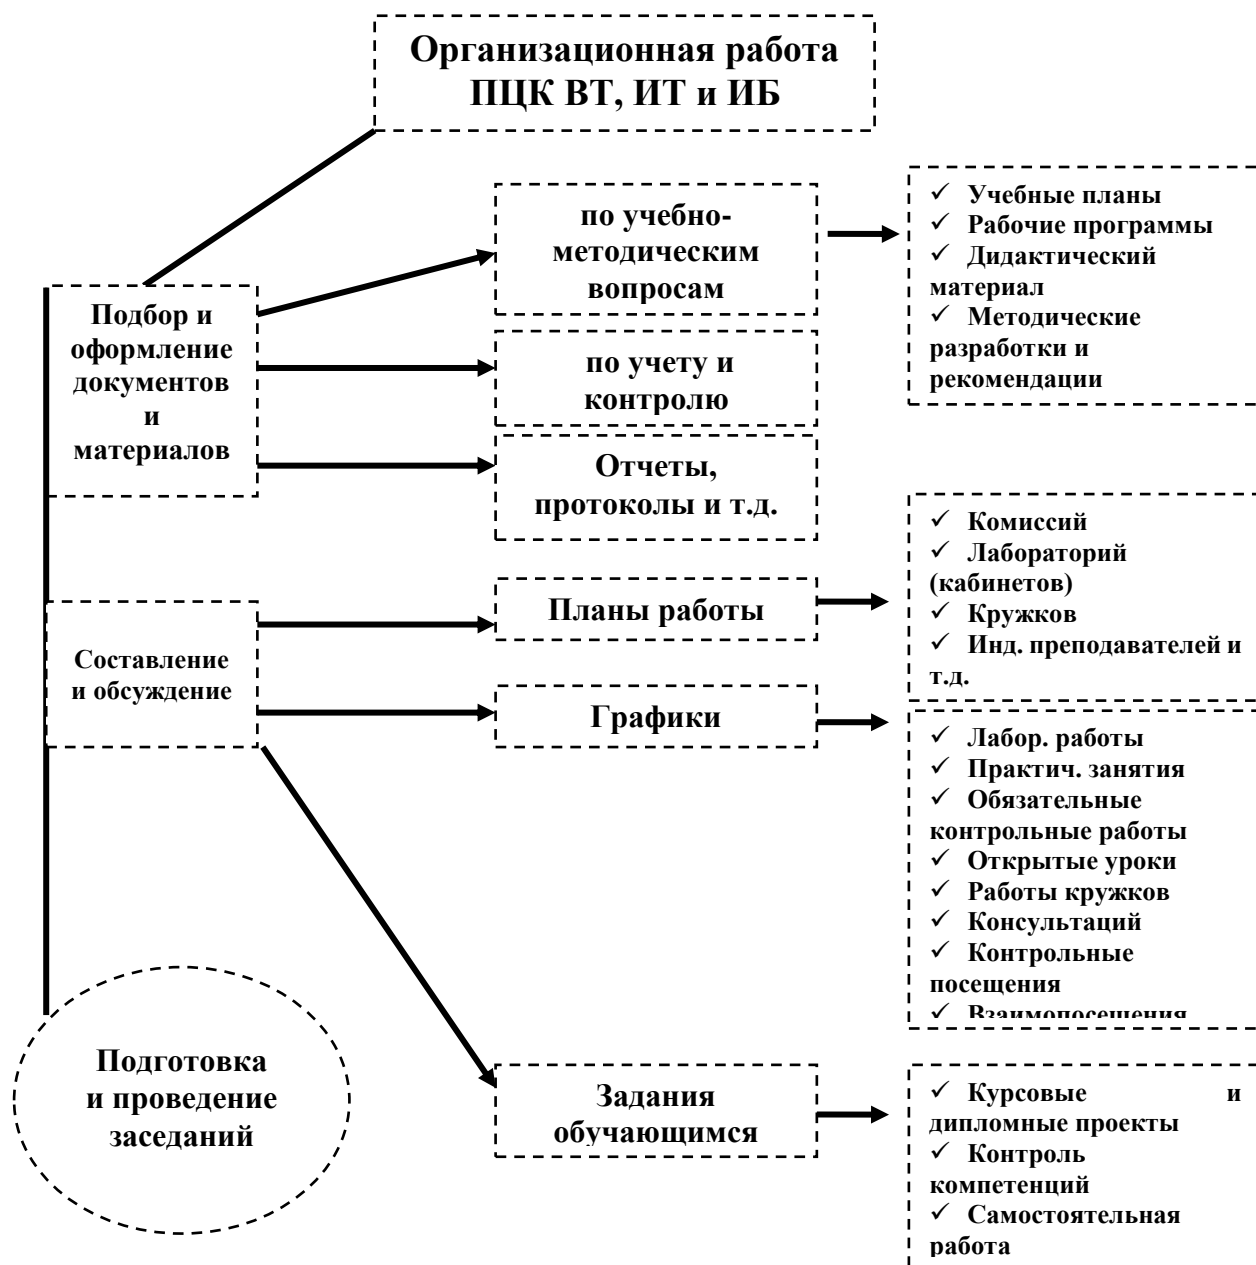 Организационная работа
ПЦК ВТ, ИТ и ИБ
Подбор и
оформление
документов
и
материалов
по учебно-
методическим
вопросам
✓ Учебные планы
✓ Рабочие программы
✓ Дидактический
материал
✓ Методические
разработки и
рекомендации
по учету и
контролю
Отчеты,
протоколы и т.д.
Составление
и обсуждение
Планы работы
✓ Комиссий
✓ Лабораторий
(кабинетов)
✓ Кружков
✓ Инд. преподавателей и
т.д.
Графики
✓ Лабор. работы
✓ Практич. занятия
✓ Обязательные
контрольные работы
✓ Открытые уроки
✓ Работы кружков
✓ Консультаций
✓ Контрольные
посещения
✓ Взаимопосещения
Задания
обучающимся
✓ Курсовые и
дипломные проекты
✓ Контроль
компетенций
✓ Самостоятельная
работа
Подготовка
и проведение
заседаний